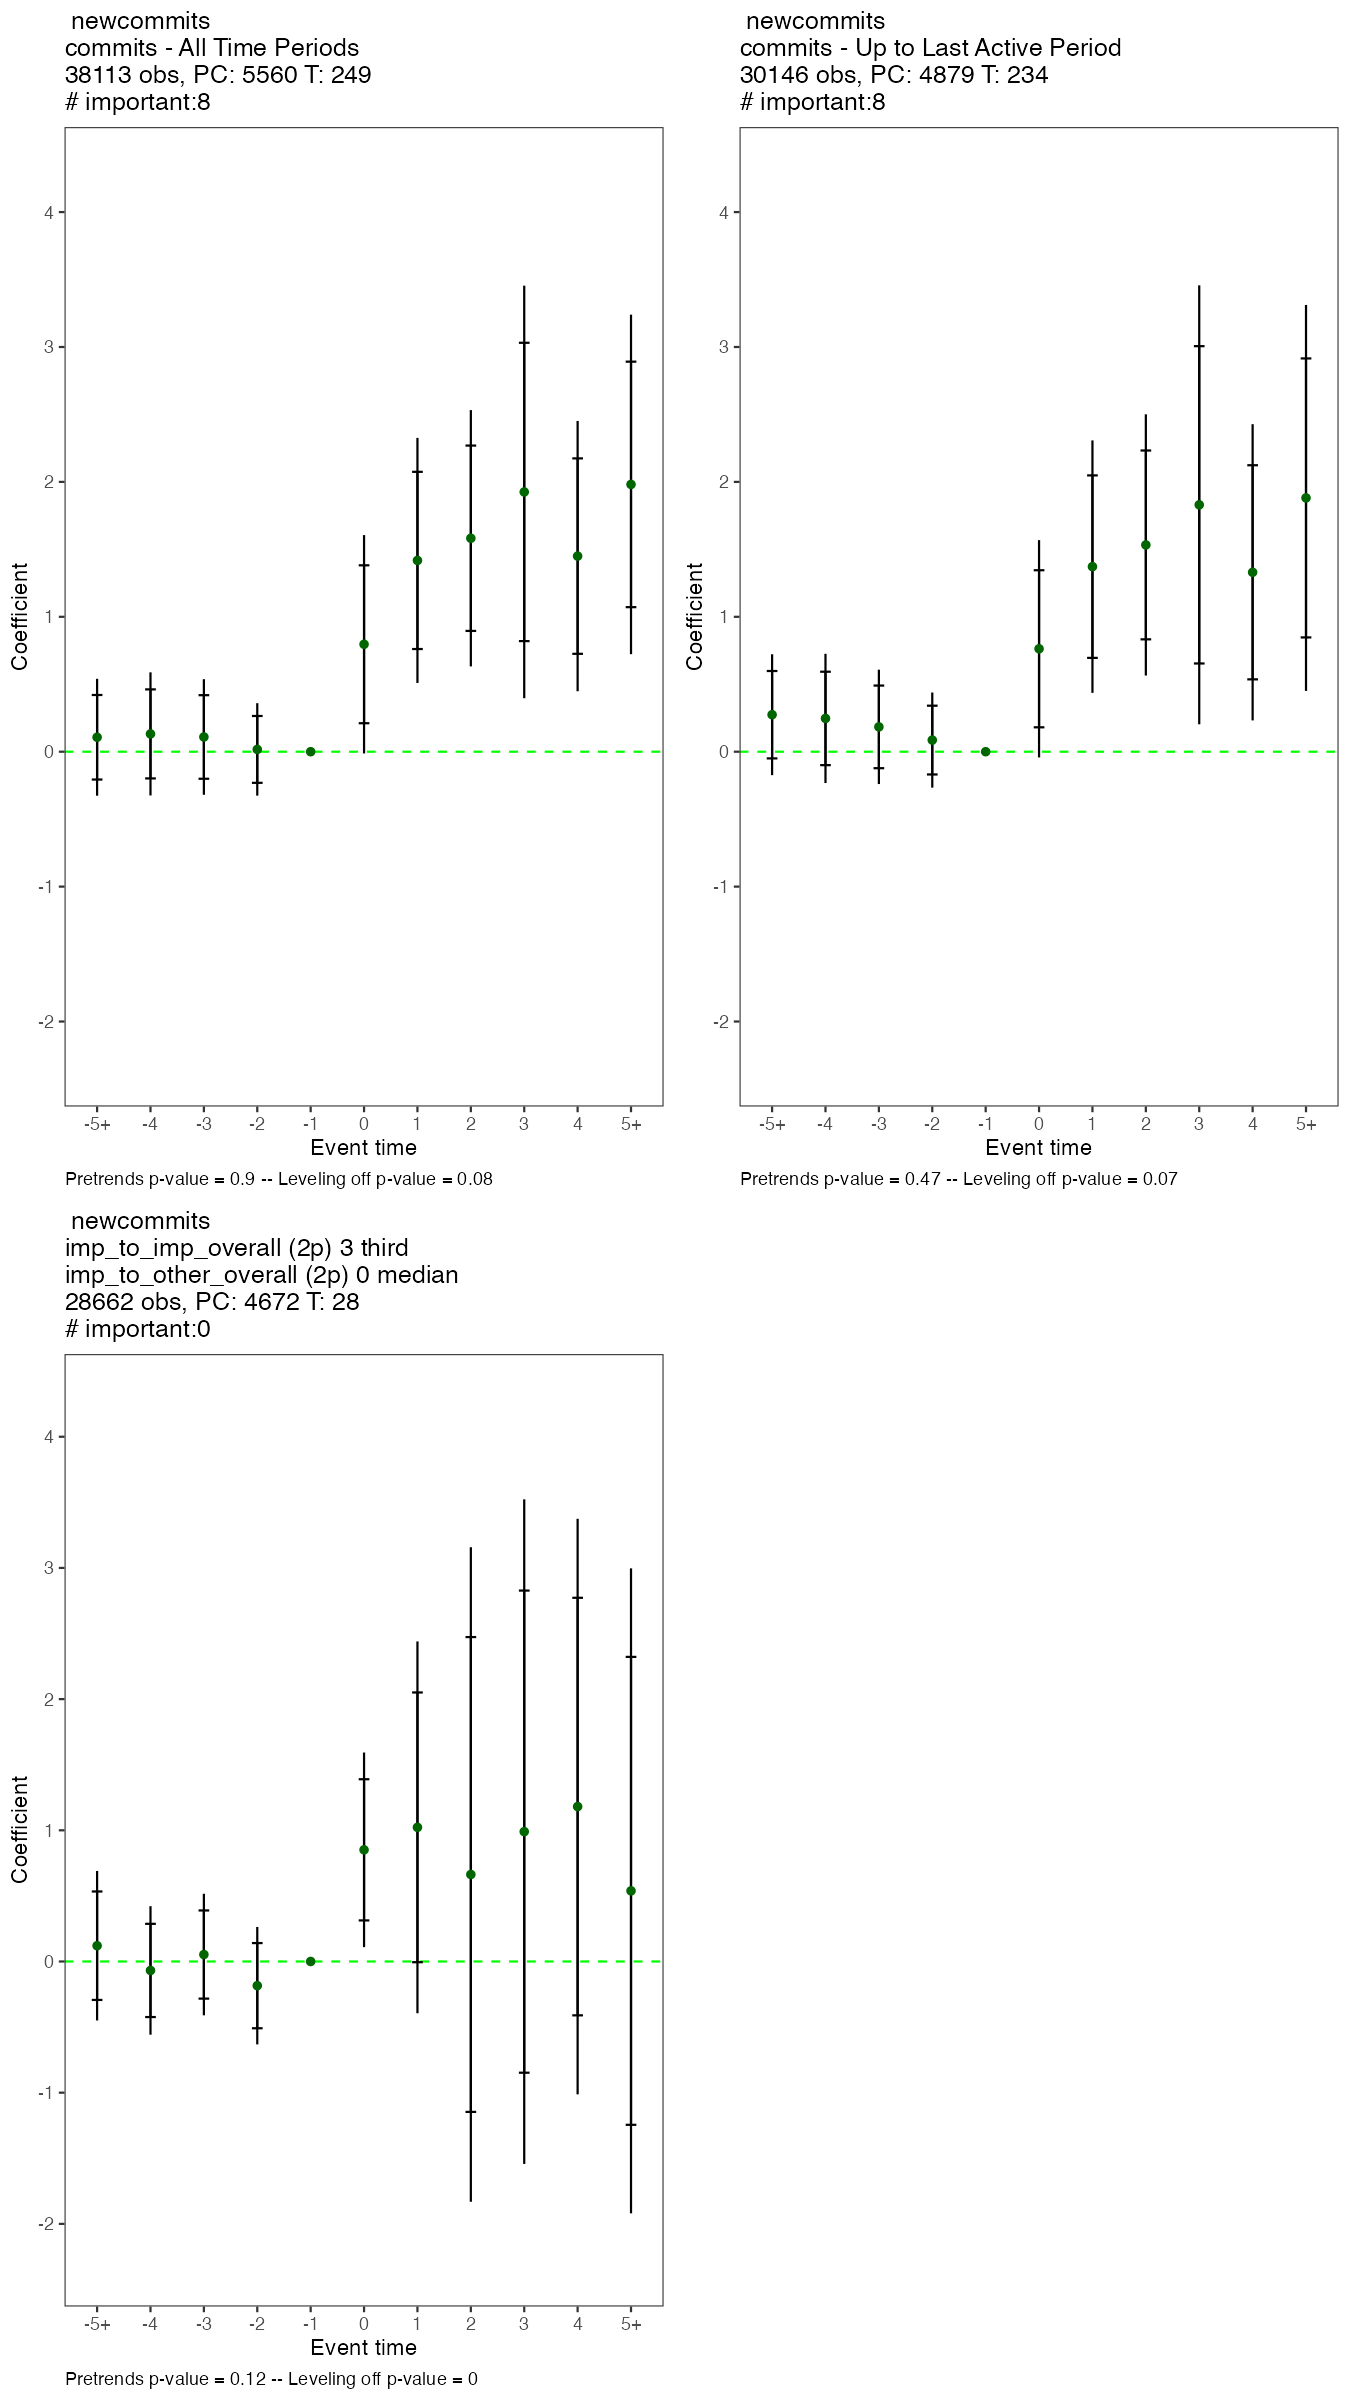 newcommits
commits - All Time Periods
38113 obs, PC: 5560 T: 249
# important:8
Coefficient
4
3
2
1
0
-1
-2
-5+ -4 -3 -2 -1 0 1 2 3 4 5+
Event time
Pretrends p-value = 0.9 -- Leveling off p-value = 0.08
newcommits
commits - Up to Last Active Period
30146 obs, PC: 4879 T: 234
# important:8
Coefficient
4
3
2
1
0
-1
-2
-5+ -4 -3 -2 -1 0 1 2 3 4 5+
Event time
Pretrends p-value = 0.47 -- Leveling off p-value = 0.07
newcommits
imp_to_imp_overall (2p) 3 third
imp_to_other_overall (2p) 0 median
28662 obs, PC: 4672 T: 28
# important:0
Coefficient
4
3
2
1
0
-1
-2
-5+ -4 -3 -2 -1 0 1 2 3 4 5+
Event time
Pretrends p-value = 0.12 -- Leveling off p-value = 0